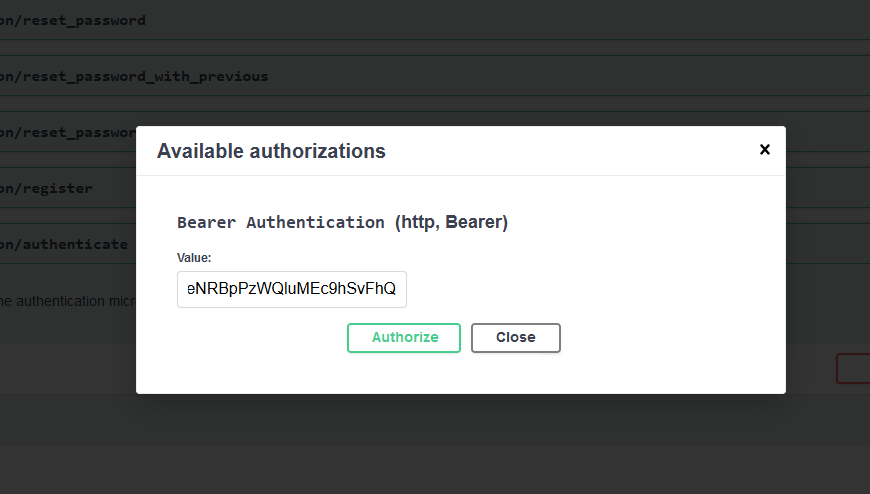 on/reset_password
on/reset_password_with_previous
on/reset_passwor
Available authorizations
×
on/register
Bearer Authentication (http, Bearer)
on/authenticate
Value:
eNRBpPzWQluMEc9hSvFhQ
ne authentication micr
Authorize
Close